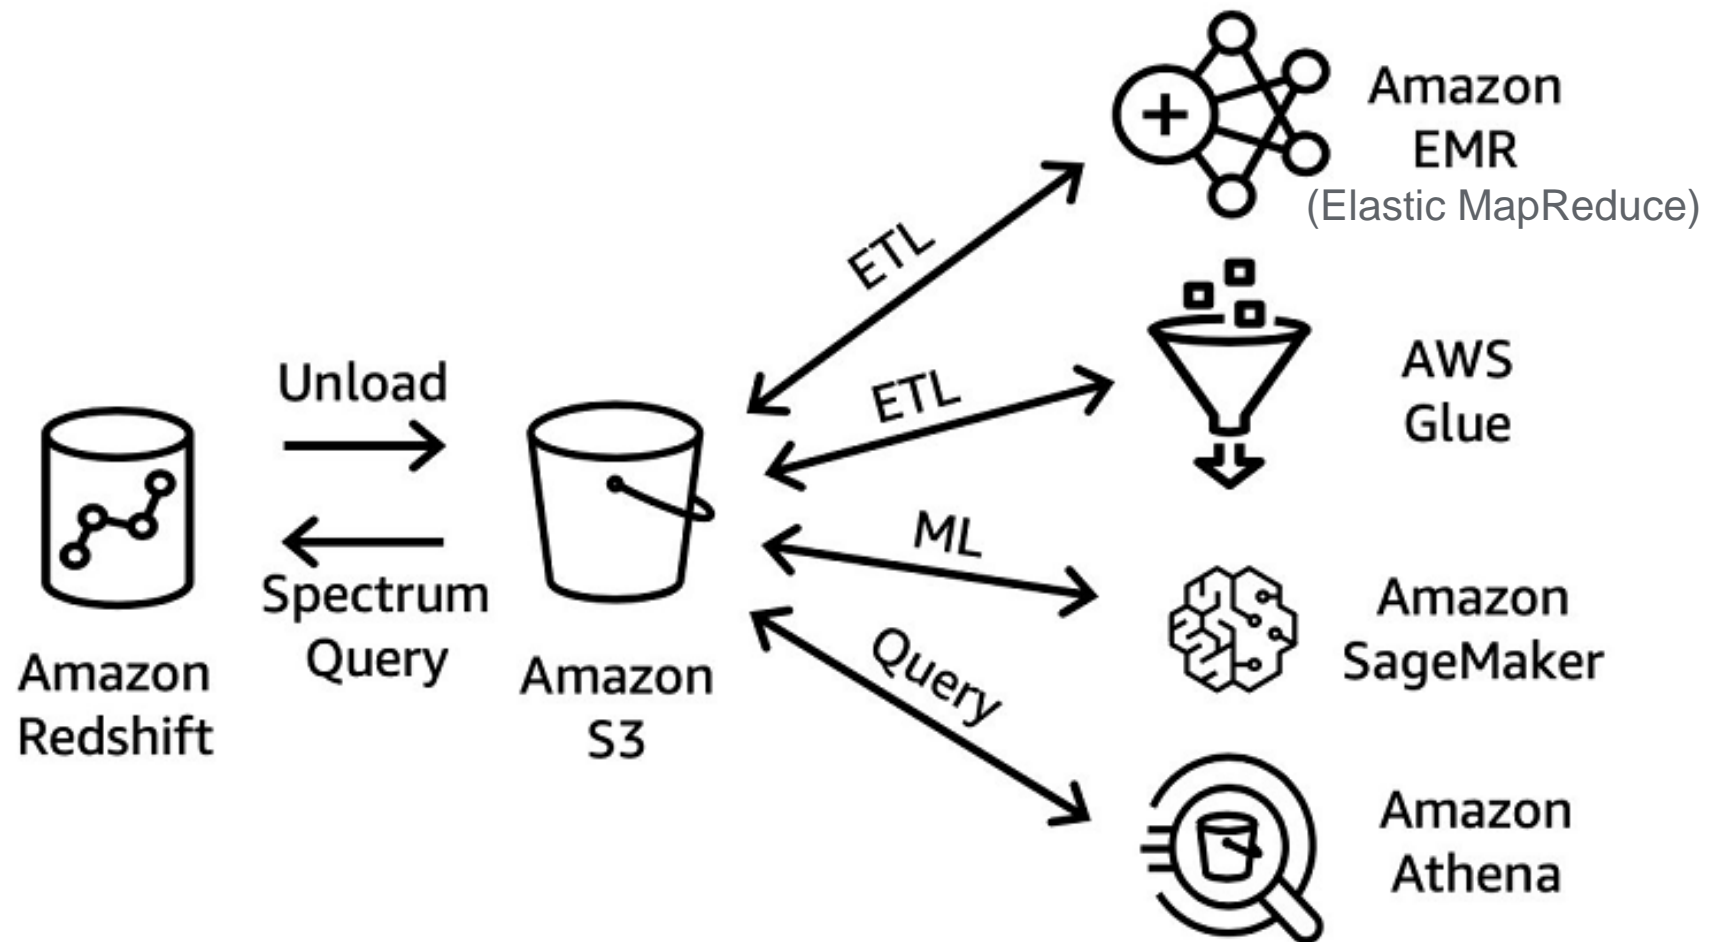 Amazon
Redshift
Unload
Spectrum
Query
Amazon
S3
ETL
ETL
ML
Query
Amazon
EMR
(Elastic MapReduce)
AWS
Glue
Amazon
SageMaker
Amazon
Athena